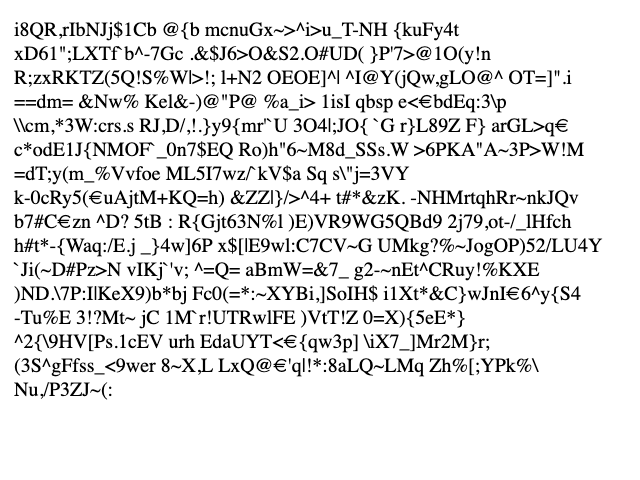 i8QR,rIbNJj$1Cb @{b mcnuGx~>^i>u_T-NH {kuFy4t
xD61";LXTf`b^-7Gc .&$J6>O&S2.O#UD( }P'7>@1O(y!n
R;zxRKTZ(5Q!S%W|>!; l+N2 OEOE]^| ^I@Y(jQw,gLO@^ OT=]".i
==dm= &Nw% Kel&-)@"P@ %a_i> 1isI qbsp e<€bdEq:3\p
\\cm,*3W:crs.s RJ,D/,!.}y9{mr'`U 3O4|;JO{ `G r}L89Z F} arGL>q€
c*odE1J{NMOF`_0n7$EQ Ro)h"6~M8d_SSs.W >6PKA"A~3P>W!M
=dT;y(m_%Vvfoe ML5I7wz/`kV$a Sq s\"j=3VY
k-0cRy5(€uAjtM+KQ=h) &ZZ|}/>^4+ t#*&zK. -NHMrtqhRr~nkJQv
b7#C€zn ^D? 5tB : R{Gjt63N%l )E)VR9WG5QBd9 2j79,ot-/_lHfch
h#t*-{Waq:/E.j _}4w]6P x$[|E9wl:C7CV~G UMkg?%~JogOP)52/LU4Y
`Ji(~D#Pz>N vIKj`'v; ^=Q= aBmW=&7_ g2-~nEt^CRuy!%KXE
)ND.\7P:I|KeX9)b*bj Fc0(=*:~XYBi,]SoIH$ i1Xt*&C}wJnI€6^y{S4
-Tu%E 3!?Mt~ jC 1M`r!UTRwlFE )VtT!Z 0=X){5eE*}
^2{\9HV[Ps.1cEV urh EdaUYT<€{qw3p] \iX7_]Mr2M}r;
(3S^gFfss_<9wer 8~X,L LxQ@€'q|!*:8aLQ~LMq Zh%[;YPk%\
Nu,/P3ZJ~(: